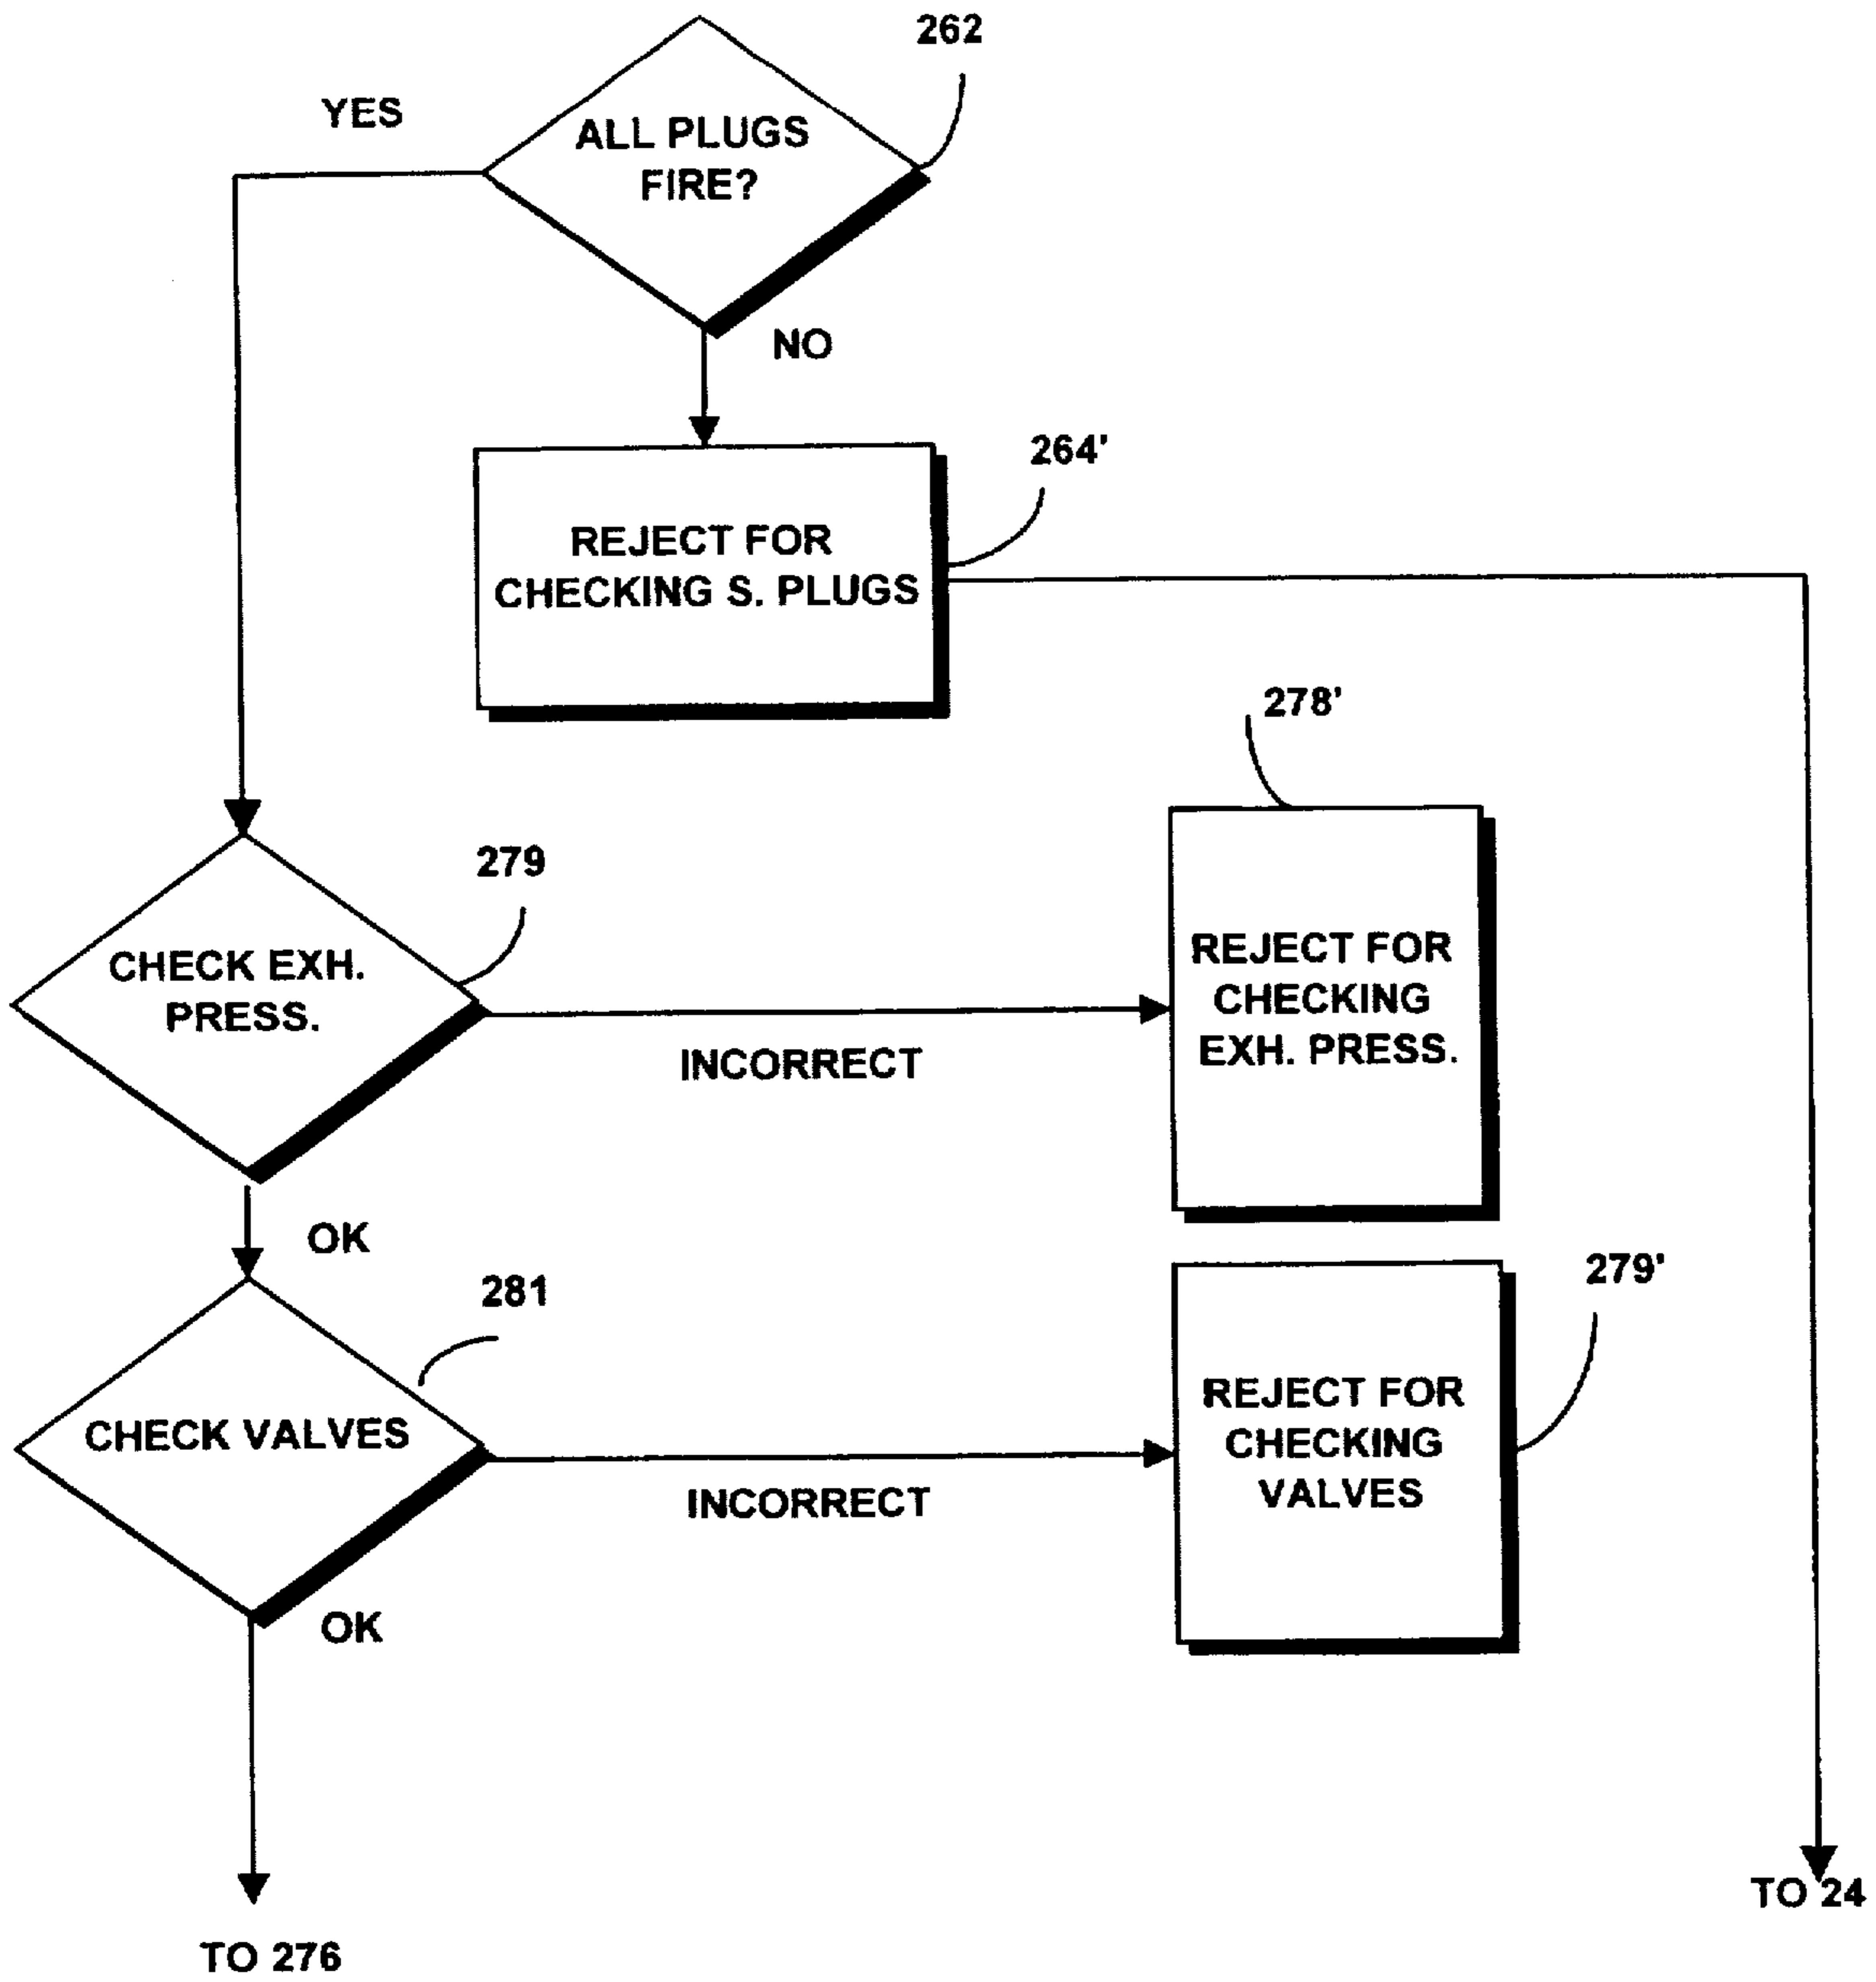 262
YES
ALL PLUGS
FIRE?
NO
264'
REJECT FOR
CHECKING S. PLUGS
278'
279
CHECK EXH.
PRESS.
REJECT FOR
CHECKING
EXH. PRESS.
INCORRECT
OK
279'
281
CHECK VALVES
REJECT FOR
CHECKING
VALVES
INCORRECT
OK
TO 24
TO 276